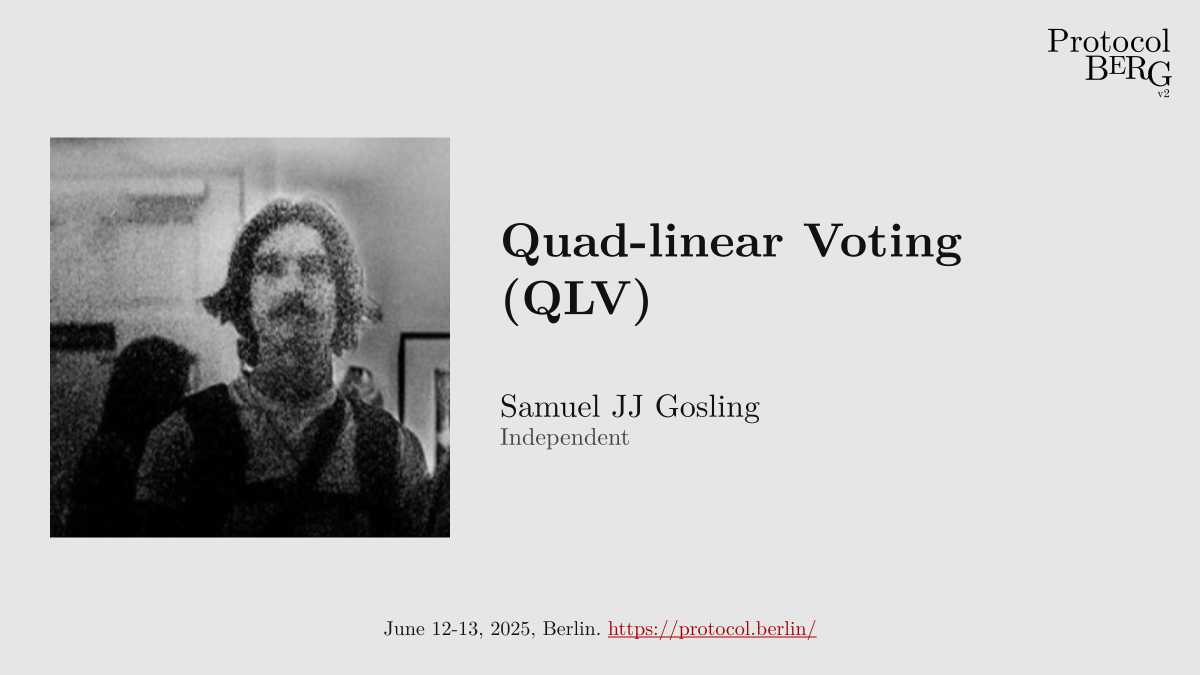 Protocol
BERG
v2
Quad-linear Voting
(QLV)
Samuel JJ Gosling
Independent
June 12-13, 2025, Berlin. https://protocol.berlin/